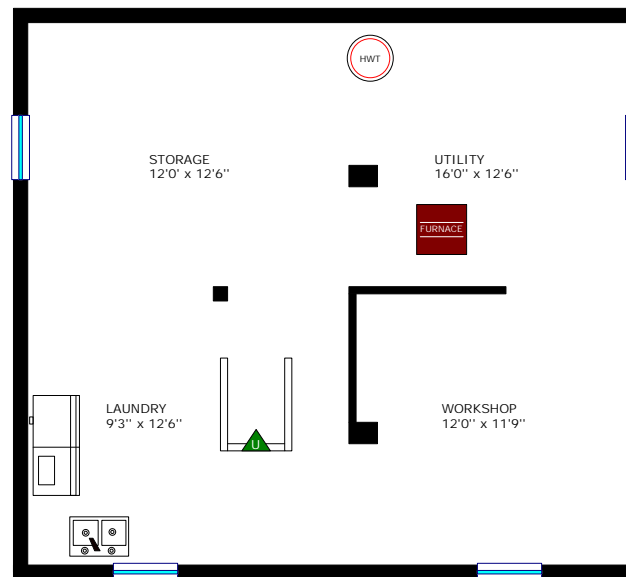 HWT
STORAGE
12'0' x 12'6''
UTILITY
16'0'' x 12'6''
FURNACE
LAUNDRY
9'3'' x 12'6''
WORKSHOP
12'0'' x 11'9''
U